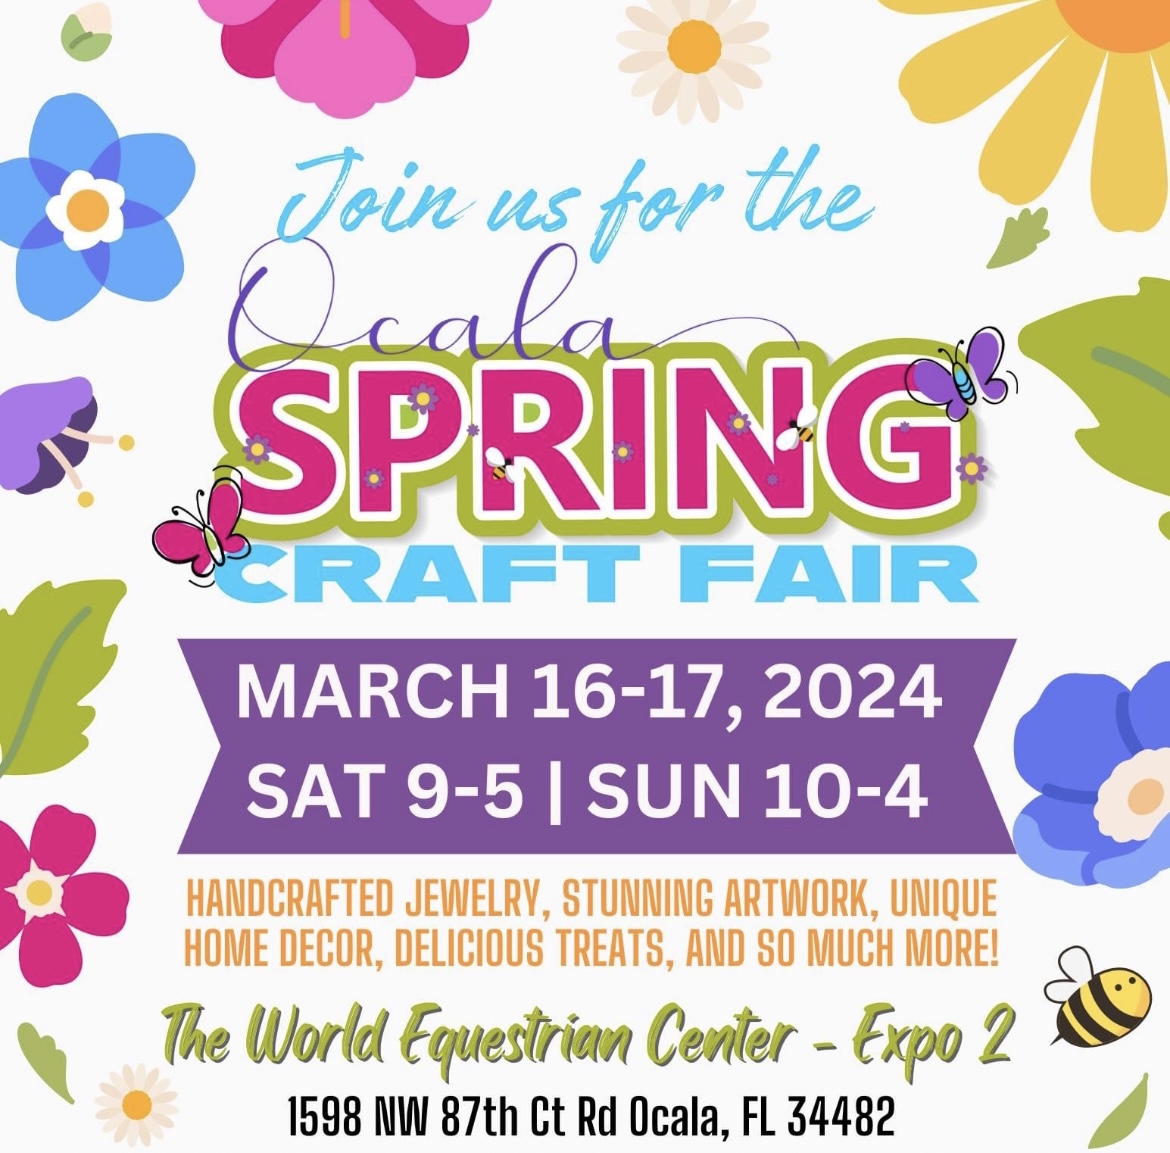 Join us for the
Ocala
SPRING
CRAFT FAIR
MARCH 16-17, 2024
SAT 9-5 | SUN 10-4
HANDCRAFTED JEWELRY, STUNNING ARTWORK, UNIQUE
HOME DECOR, DELICIOUS TREATS, AND SO MUCH MORE!
The World Equestrian Center - Expo 2
1598 NW 87th Ct Rd Ocala, FL 34482